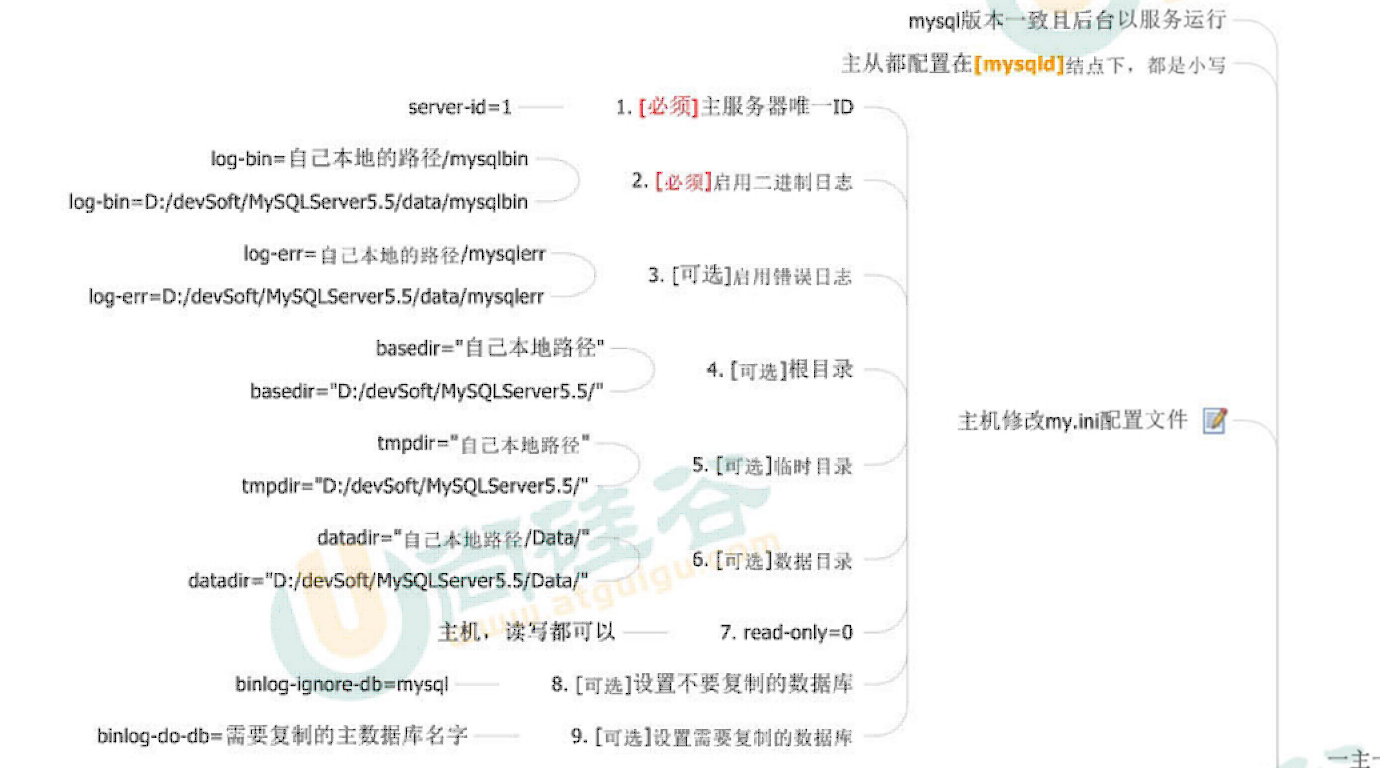 mysql版本一致且后台以服务运行
主从都配置在[mysqld]结点下，都是小写
主机修改my.ini配置文件
1. [必须]主服务器唯一ID
server-id=1
2. [必须]启用二进制日志
log-bin=自己本地的路径/mysqlbin
log-bin=D:/devSoft/MySQLServer5.5/data/mysqlbin
3. [可选]启用错误日志
log-err=自己本地的路径/mysqlerr
log-err=D:/devSoft/MySQLServer5.5/data/mysqlerr
4. [可选]根目录
basedir="自己本地路径"
basedir="D:/devSoft/MySQLServer5.5/"
5. [可选]临时目录
tmpdir="自己本地路径"
tmpdir="D:/devSoft/MySQLServer5.5/"
6. [可选]数据目录
datadir="自己本地路径/Data/"
datadir="D:/devSoft/MySQLServer5.5/Data/"
7. read-only=0
主机，读写都可以
8. [可选]设置不要复制的数据库
binlog-ignore-db=mysql
9. [可选]设置需要复制的数据库
binlog-do-db=需要复制的主数据库名字
一主一
尚硅谷
www.atguigu.com